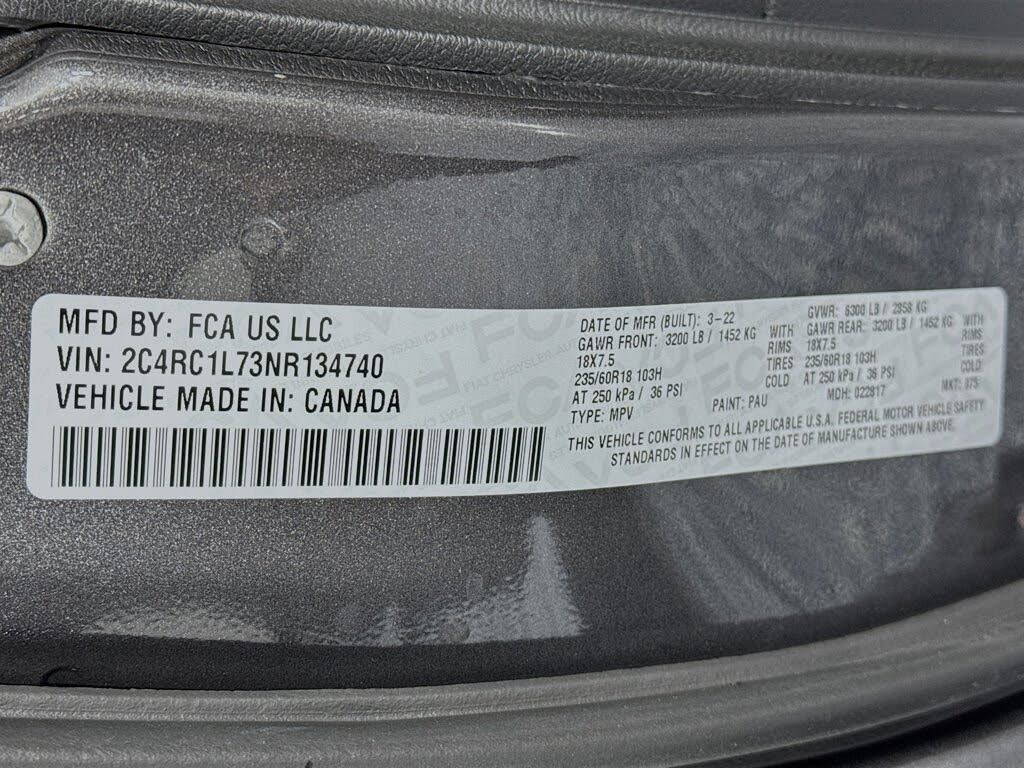 MFD BY: FCA US LLC
VIN: 2C4RC1L73NR134740
VEHICLE MADE IN: CANADA
DATE OF MFR (BUILT): 3-22
GVWR: 6300 LB / 2858 KG
GAWR FRONT: 3200 LB / 1452 KG WITH
18X7.5 RIMS
235/60R18 103H TIRES
AT 250 kPa / 36 PSI COLD
GAWR REAR: 3200 LB / 1452 KG WITH
18X7.5 RIMS
235/60R18 103H TIRES
AT 250 kPa / 36 PSI COLD
TYPE: MPV PAINT: PAU MDH: 022817 MKT: 875
THIS VEHICLE CONFORMS TO ALL APPLICABLE U.S.A. FEDERAL MOTOR VEHICLE SAFETY
STANDARDS IN EFFECT ON THE DATE OF MANUFACTURE SHOWN ABOVE.